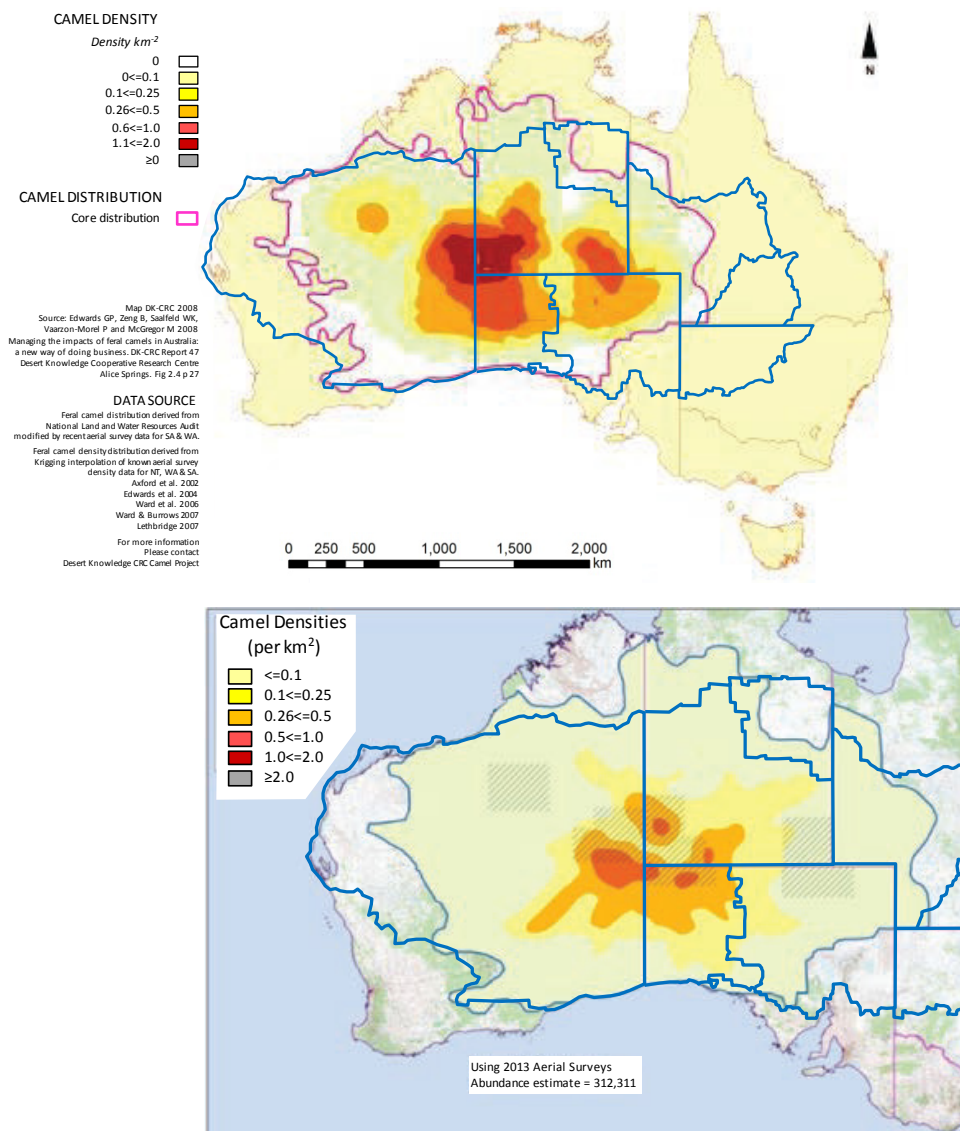 CAMEL DENSITY
Density km-2
0
0<=0.1
0.1<=0.25
0.26<=0.5
0.6<=1.0
1.1<=2.0
≥0
CAMEL DISTRIBUTION
Core distribution
N
Map DK-CRC 2008
Source: Edwards GP, Zeng B, Saalfeld WK,
Vaarzon-Morel P and McGregor M 2008
Managing the impacts of feral camels in Australia:
a new way of doing business. DK-CRC Report 47
Desert Knowledge Cooperative Research Centre
Alice Springs. Fig 2.4 p 27
DATA SOURCE
Feral camel distribution derived from
National Land and Water Resources Audit
modified by recent aerial survey data for SA & WA.
Feral camel density distribution derived from
Krigging interpolation of known aerial survey
density data for NT, WA & SA.
Axford et al. 2002
Edwards et al. 2004
Ward et al. 2006
Ward & Burrows 2007
Lethbridge 2007
For more information
Please contact
Desert Knowledge CRC Camel Project
0 250 500 1,000 1,500 2,000
km
Camel Densities
(per km2)
<=0.1
0.1<=0.25
0.26<=0.5
0.5<=1.0
1.0<=2.0
≥2.0
Using 2013 Aerial Surveys
Abundance estimate = 312,311